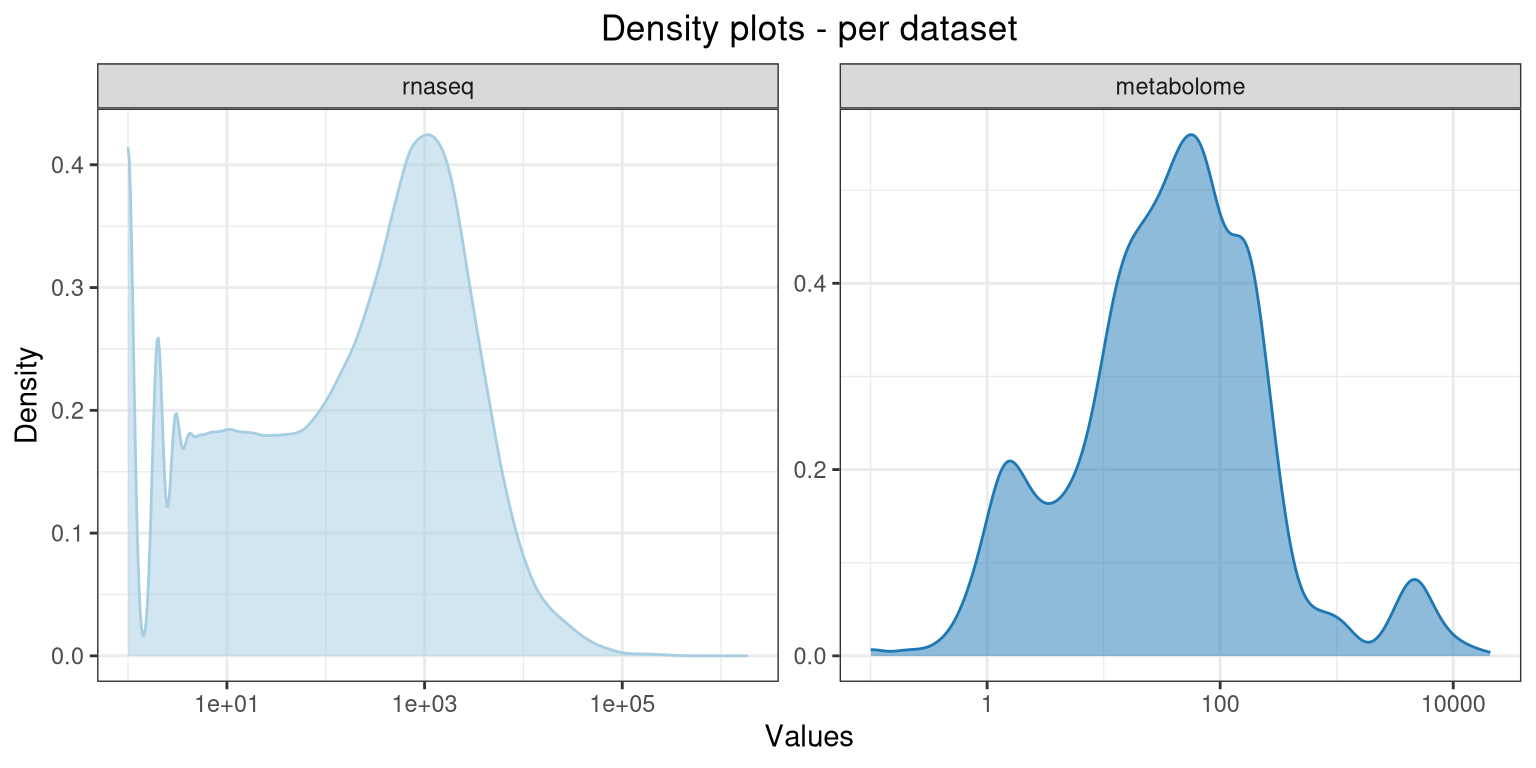 Density plots - per dataset
rnaseq
metabolome
Density
0.4
0.3
0.2
0.1
0.0
0.4
0.2
0.0
1e+01 1e+03 1e+05
1 100 10000
Values